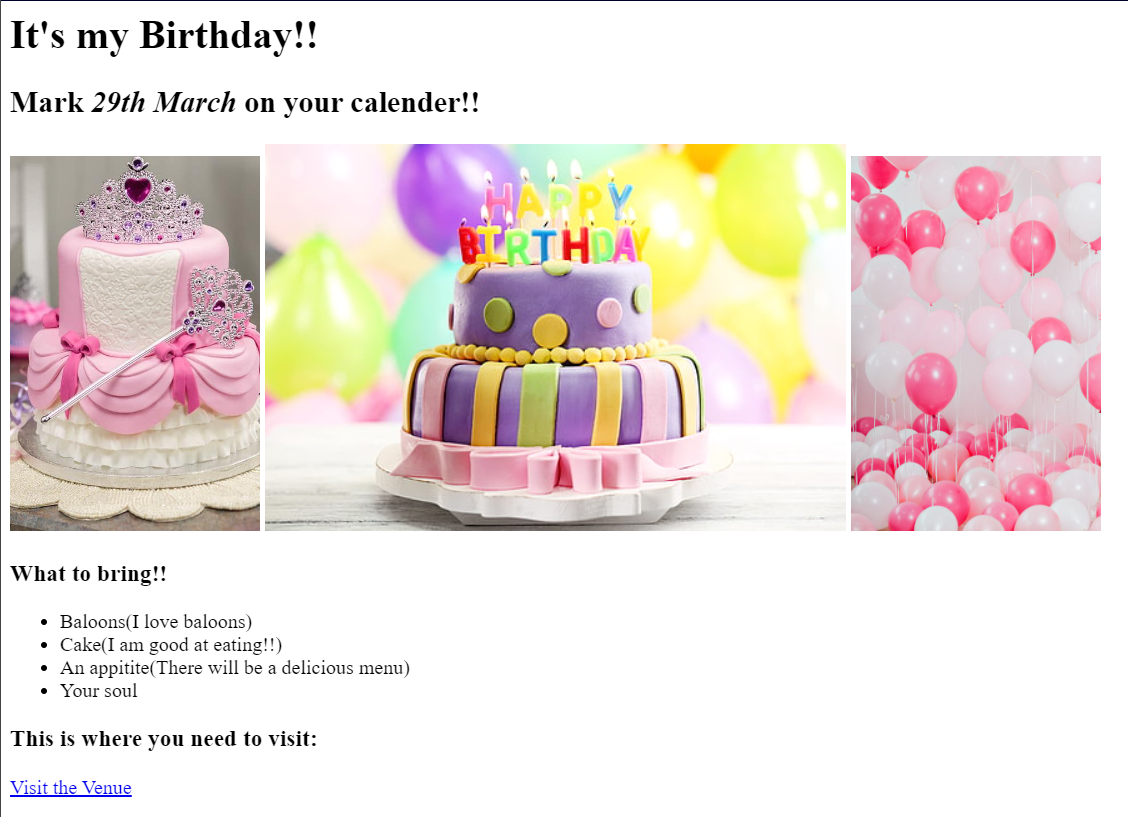 It's my Birthday!!
Mark 29th March on your calender!!
HAPPY
BIRTHDAY
What to bring!!
Baloons(I love baloons)
Cake(I am good at eating!!)
An appitite(There will be a delicious menu)
Your soul
This is where you need to visit:
Visit the Venue